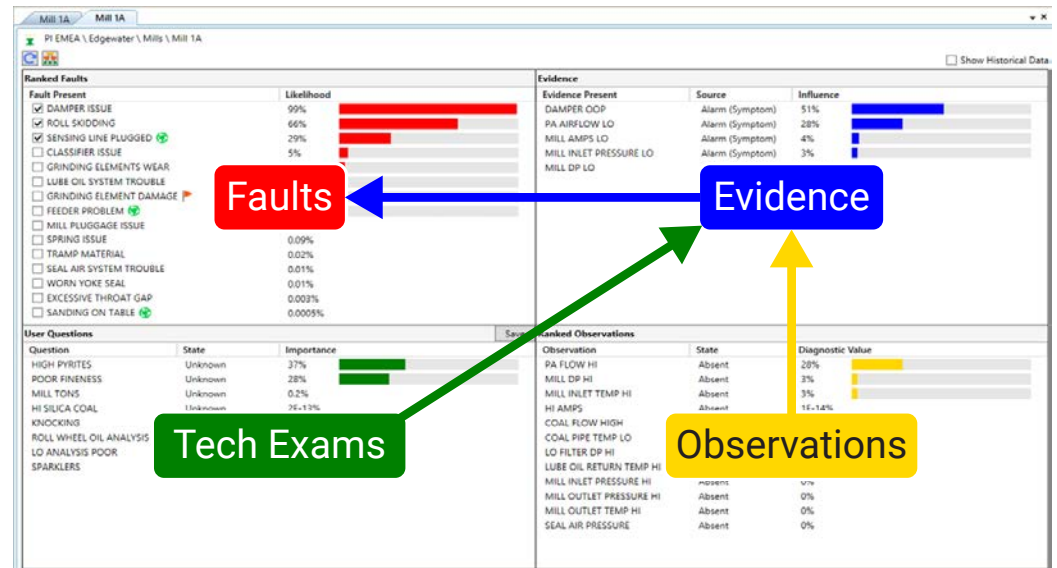 Mill 1A Mill 1A
PI EMEA \ Edgewater \ Mills \ Mill 1A
Show Historical Data
Ranked Faults
Fault Present Likelihood
DAMPER ISSUE 99%
ROLL SKIDDING 66%
SENSING LINE PLUGGED 29%
CLASSIFIER ISSUE 5%
GRINDING ELEMENTS WEAR
LUBE OIL SYSTEM TROUBLE
GRINDING ELEMENT DAMAGE
FEEDER PROBLEM
MILL PLUGGAGE ISSUE
SPRING ISSUE 0.09%
TRAMP MATERIAL 0.02%
SEAL AIR SYSTEM TROUBLE 0.01%
WORN YOKE SEAL 0.01%
EXCESSIVE THROAT GAP 0.003%
SANDING ON TABLE 0.0005%
Faults
Evidence
Evidence Present Source Influence
DAMPER OOP Alarm (Symptom) 51%
PA AIRFLOW LO Alarm (Symptom) 28%
MILL AMPS LO Alarm (Symptom) 4%
MILL INLET PRESSURE LO Alarm (Symptom) 3%
MILL DP LO
Evidence
User Questions Save
Question State Importance
HIGH PYRITES Unknown 37%
POOR FINENESS Unknown 28%
MILL TONS Unknown 0.2%
HI SILICA COAL Unknown 2E-13%
KNOCKING
ROLL WHEEL OIL ANALYSIS
LO ANALYSIS POOR
SPARKLERS
Tech Exams
Ranked Observations
Observation State Diagnostic Value
PA FLOW HI Absent 28%
MILL DP HI Absent 3%
MILL INLET TEMP HI Absent 3%
HI AMPS Absent 1E-14%
COAL FLOW HIGH
COAL PIPE TEMP LO
LO FILTER DP HI
LUBE OIL RETURN TEMP HI
MILL INLET PRESSURE HI Absent 0%
MILL OUTLET PRESSURE HI Absent 0%
MILL OUTLET TEMP HI Absent 0%
SEAL AIR PRESSURE Absent 0%
Observations